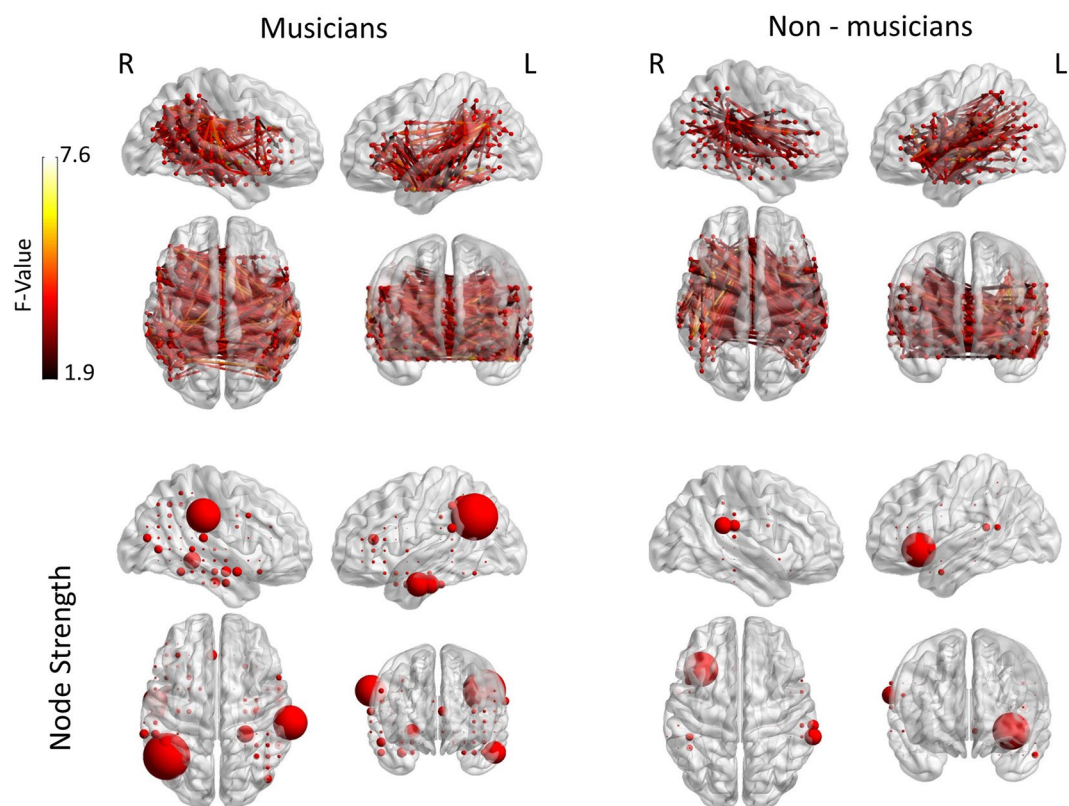 Musicians
Non - musicians
R
L
R
L
7.6
F-Value
1.9
Node Strength